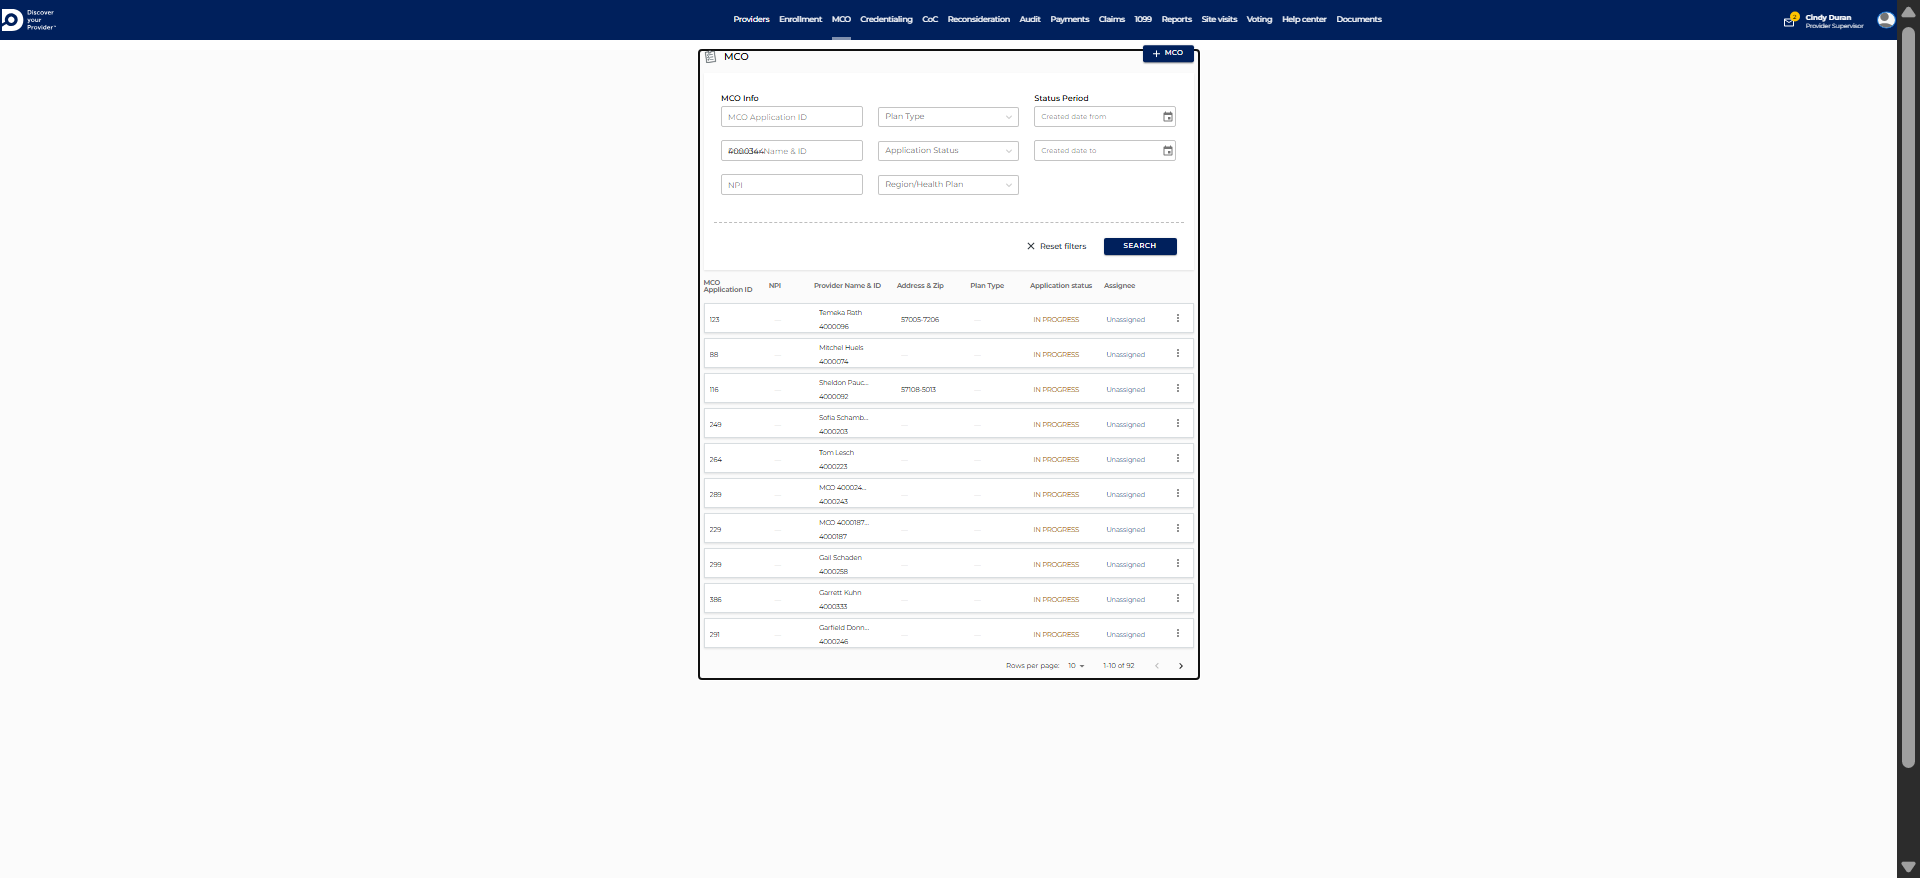 Discover
your
Provider
Providers Enrollment MCO Credentialing CoC Reconsideration Audit Payments Claims 1099 Reports Site visits Voting Help center Documents
2
Cindy Duran
Provider Supervisor
MCO
+ MCO
MCO Info
Status Period
MCO Application ID
Plan Type
Created date from
4000344
Name & ID
Application Status
Created date to
NPI
Region/Health Plan
Reset filters
SEARCH
MCO Application ID NPI Provider Name & ID Address & Zip Plan Type Application status Assignee
123 --- Temeka Rath 4000096 57005-7206 --- IN PROGRESS Unassigned
88 --- Mitchel Huels 4000074 --- --- IN PROGRESS Unassigned
116 --- Sheldon Pauc... 4000092 57108-5013 --- IN PROGRESS Unassigned
249 --- Sofia Schamb... 4000203 --- --- IN PROGRESS Unassigned
264 --- Tom Lesch 4000223 --- --- IN PROGRESS Unassigned
289 --- MCO 400024... 4000243 --- --- IN PROGRESS Unassigned
229 --- MCO 4000187... 4000187 --- --- IN PROGRESS Unassigned
299 --- Gail Schaden 4000258 --- --- IN PROGRESS Unassigned
386 --- Garrett Kuhn 4000333 --- --- IN PROGRESS Unassigned
291 --- Garfield Donn... 4000246 --- --- IN PROGRESS Unassigned
Rows per page: 10 1-10 of 92